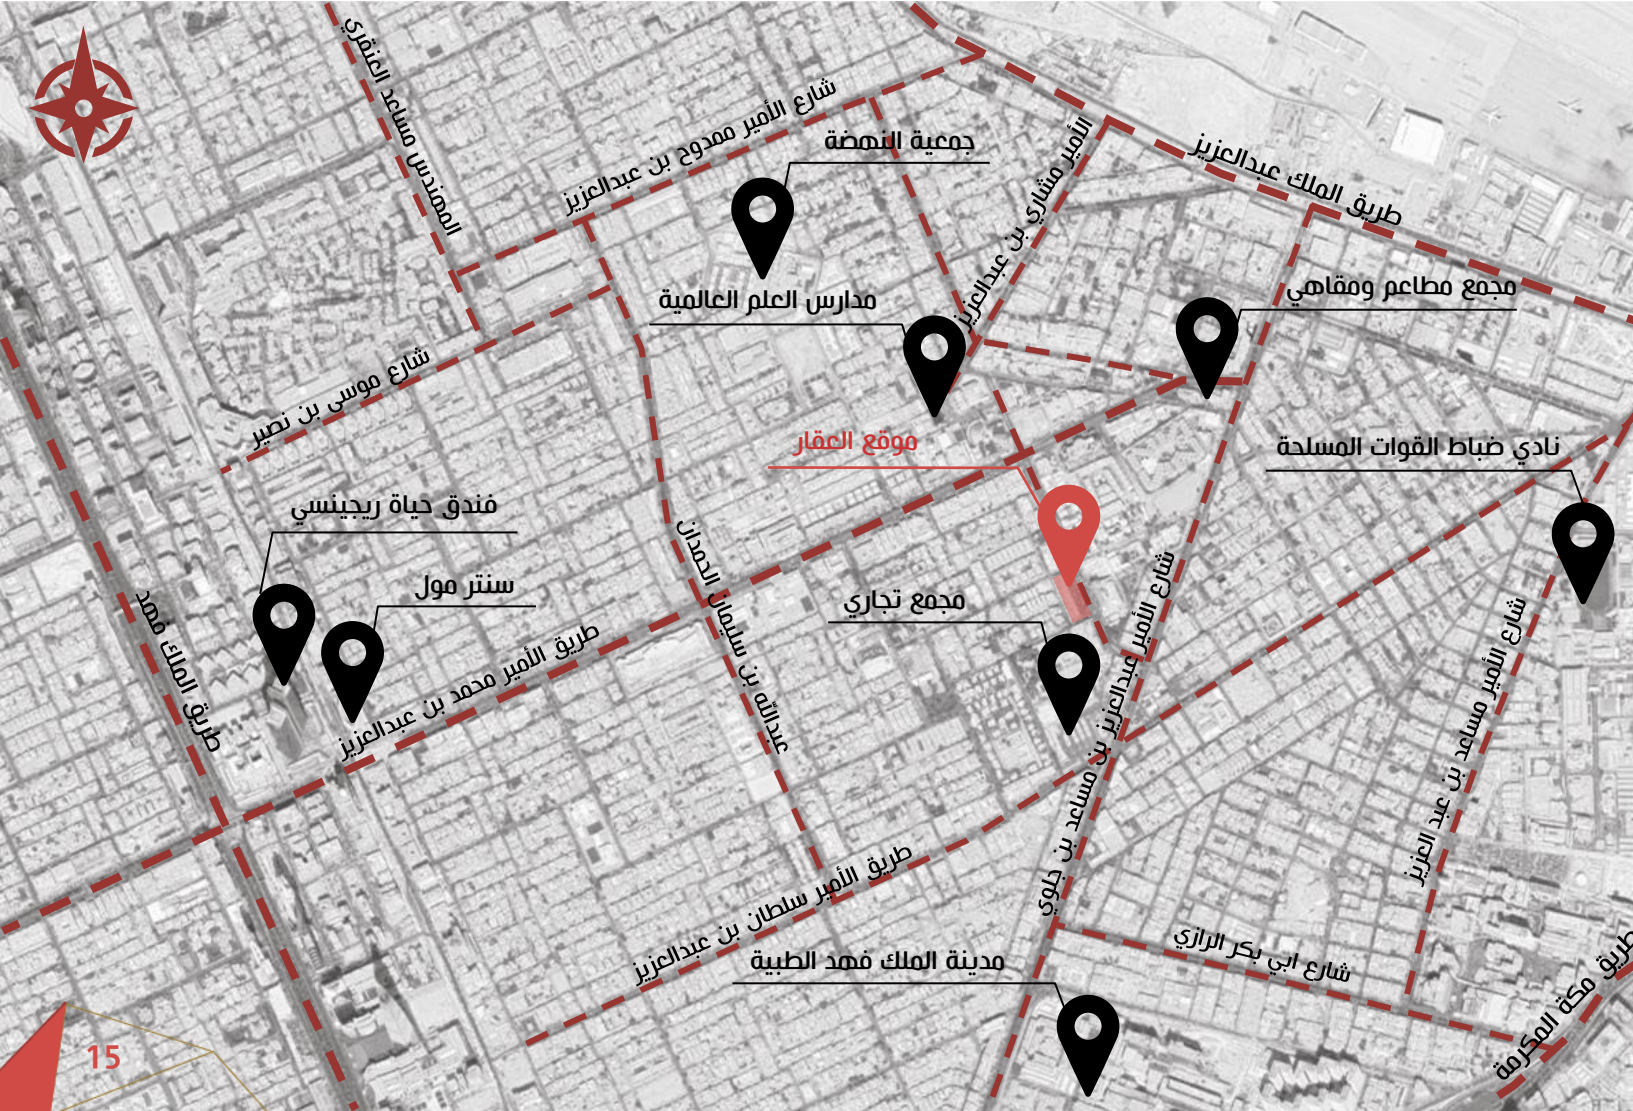 المهندس مساعد العنقري
شارع الأمير ممدوح بن عبدالعزيز
جمعية النهضة
الأمير مشاري بن عبدالعزيز
طريق الملك عبدالعزيز
مجمع مطاعم ومقاهي
مدارس العلم العالمية
شارع موسى بن نصير
موقع العقار
نادي ضباط القوات المسلحة
فندق حياة ريجينسي
سنتر مول
عبدالله بن سليمان الحمدان
مجمع تجاري
شارع الأمير عبدالعزيز بن مساعد بن جلوي
شارع الأمير مساعد بن عبد العزيز
طريق الملك فهد
طريق الأمير محمد بن عبدالعزيز
طريق الأمير سلطان بن عبدالعزيز
مدينة الملك فهد الطبية
شارع ابي بكر الرازي
طريق مكة المكرمة
15